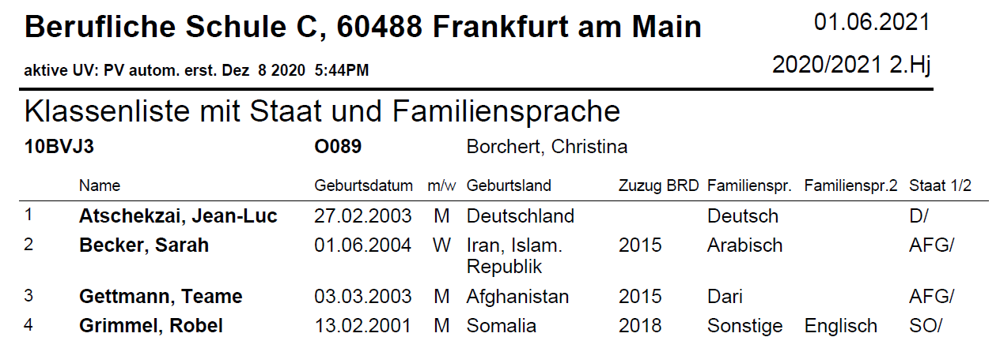 Berufliche Schule C, 60488 Frankfurt am Main 01.06.2021
aktive UV: PV autom. erst. Dez  8 2020  5:44PM 2020/2021 2.Hj
Klassenliste mit Staat und Familiensprache
10BVJ3 O089 Borchert, Christina
Name Geburtsdatum m/w Geburtsland Zuzug BRD Familienspr. Familienspr.2 Staat 1/2
1 Atschekzai, Jean-Luc 27.02.2003 M Deutschland Deutsch D/
2 Becker, Sarah 01.06.2004 W Iran, Islam. 2015 Arabisch AFG/
Republik
3 Gettmann, Teame 03.03.2003 M Afghanistan 2015 Dari AFG/
4 Grimmel, Robel 13.02.2001 M Somalia 2018 Sonstige Englisch SO/